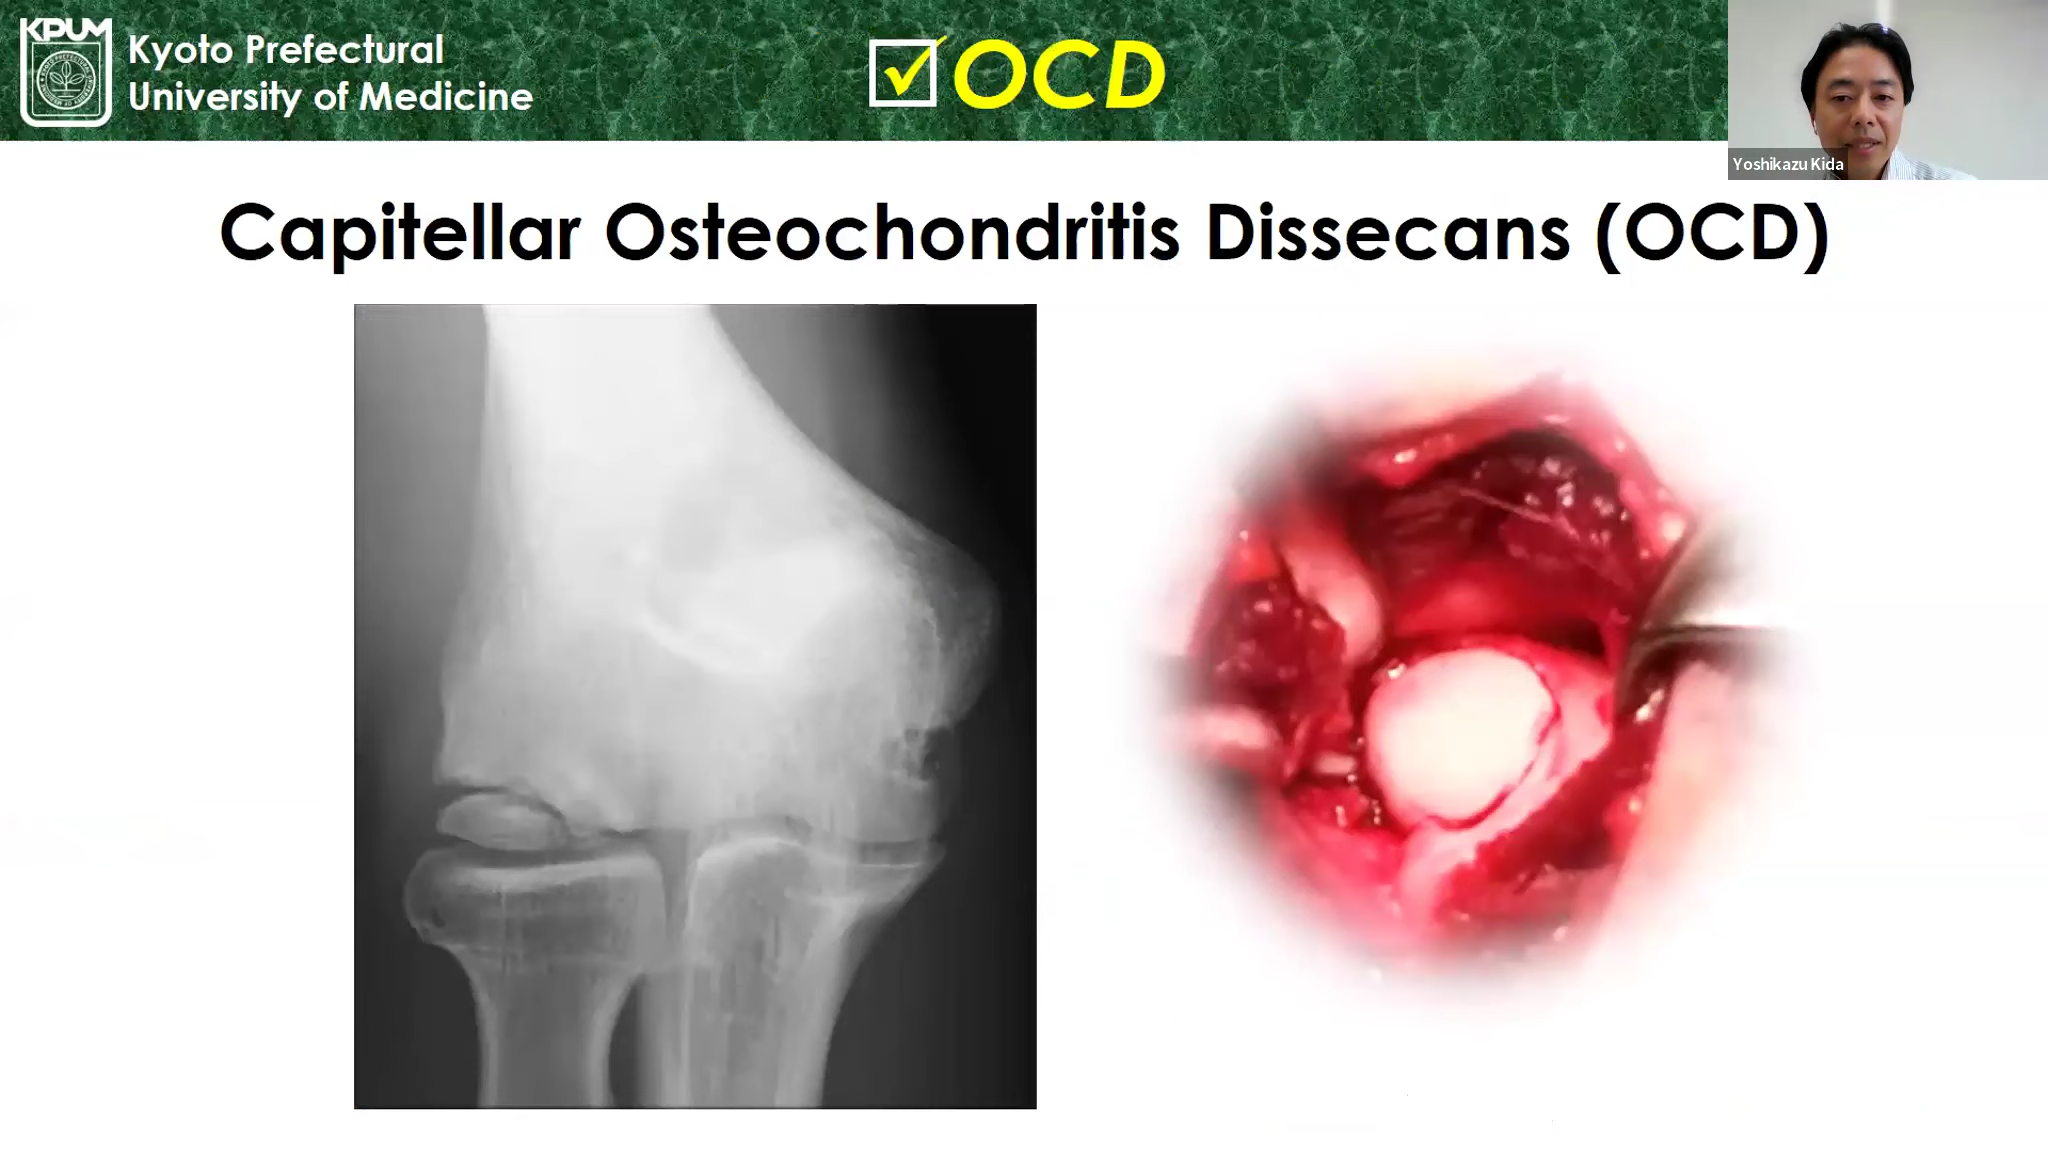 KPUM
Kyoto Prefectural
University of Medicine
OCD
Yoshikazu Kida
Capitellar Osteochondritis Dissecans (OCD)